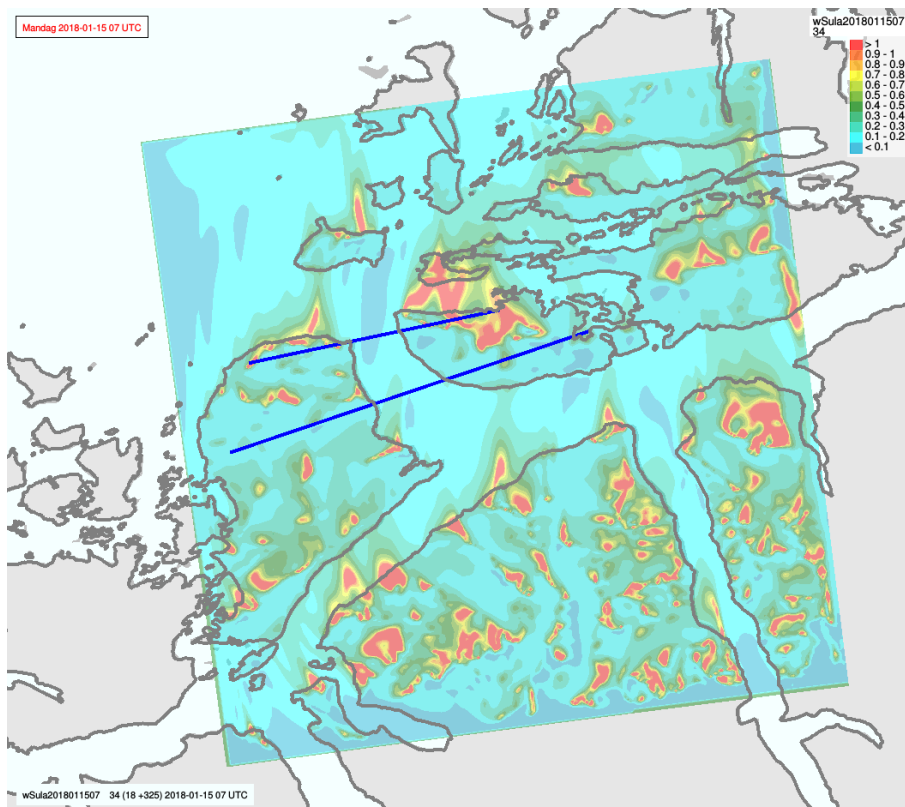 Mandag 2018-01-15 07 UTC
wSula2018011507
34
> 1
0.9 - 1
0.8 - 0.9
0.7 - 0.8
0.6 - 0.7
0.5 - 0.6
0.4 - 0.5
0.3 - 0.4
0.2 - 0.3
0.1 - 0.2
< 0.1
wSula2018011507 34 (18 +325) 2018-01-15 07 UTC